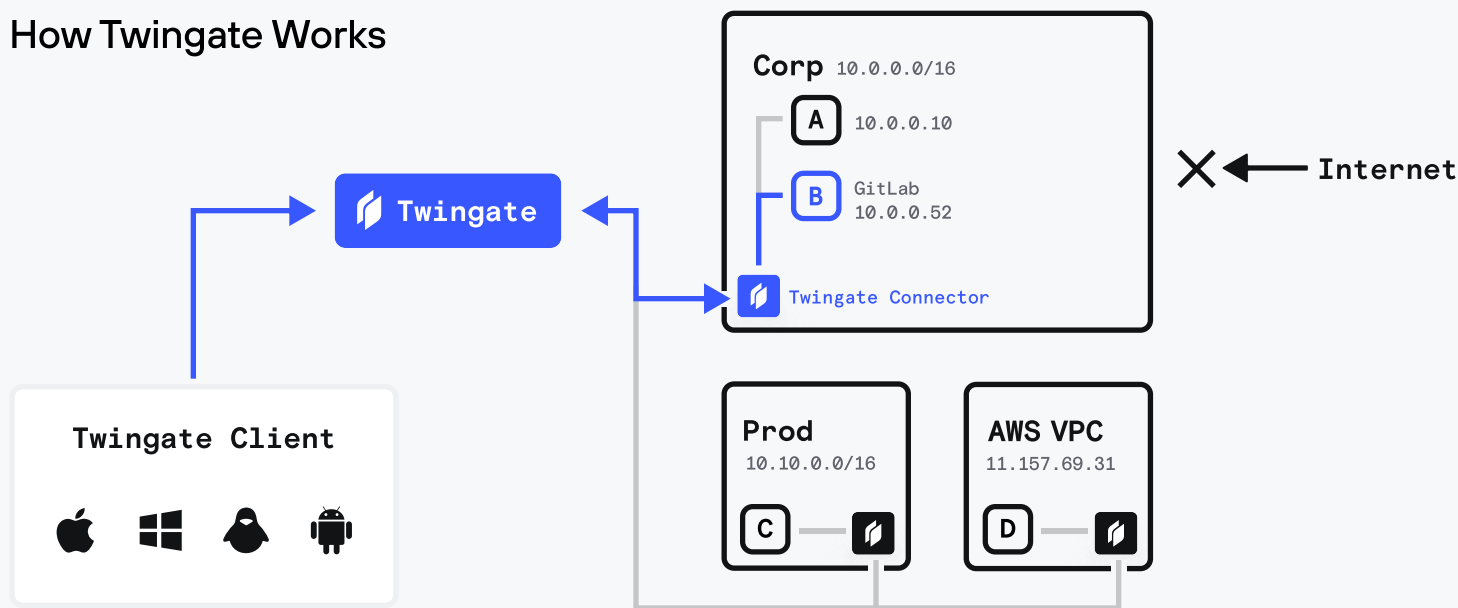 How Twingate Works
Corp 10.0.0.0/16
A 10.0.0.10
B GitLab
10.0.0.52
Twingate Connector
Internet
Twingate
Twingate Client
Prod
10.10.0.0/16
C
AWS VPC
11.157.69.31
D